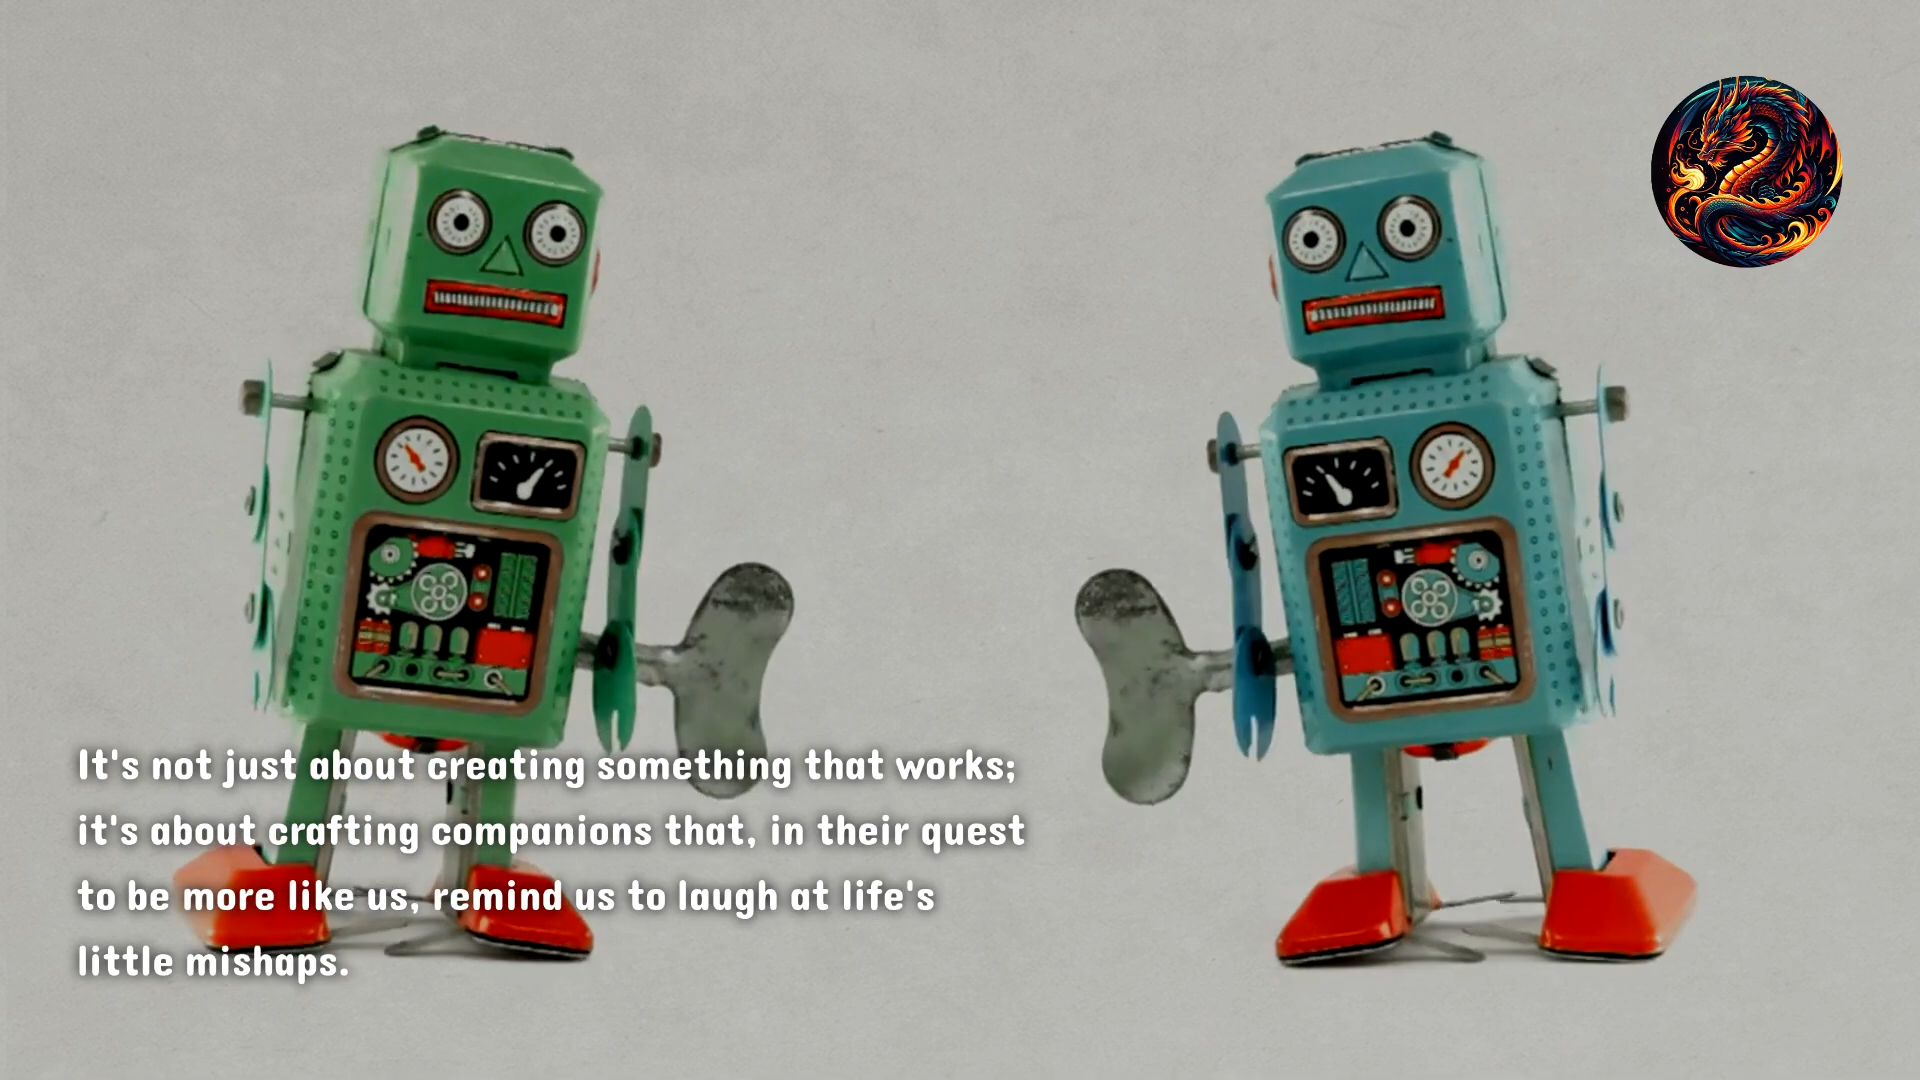 It's not just about creating something that works;
it's about crafting companions that, in their quest
to be more like us, remind us to laugh at life's
little mishaps.